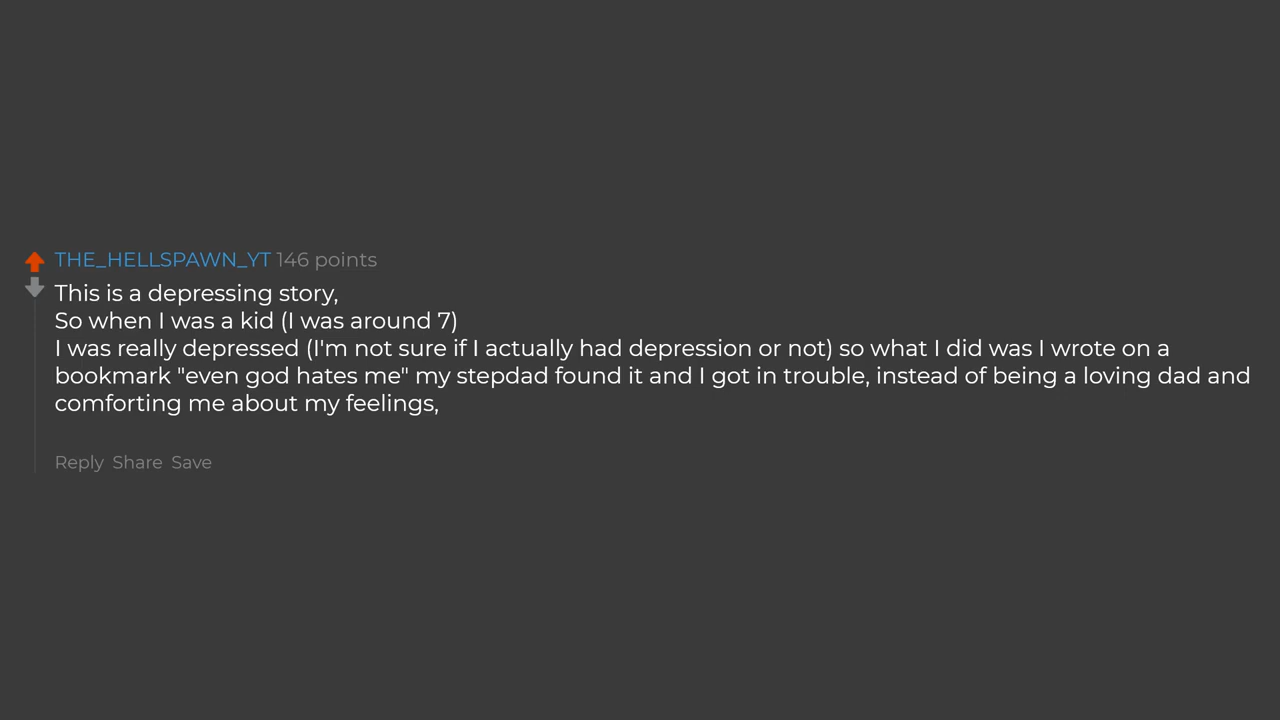 THE_HELLSPAWN_YT 146 points
This is a depressing story,
So when I was a kid (I was around 7)
I was really depressed (I'm not sure if I actually had depression or not) so what I did was I wrote on a
bookmark "even god hates me" my stepdad found it and I got in trouble, instead of being a loving dad and
comforting me about my feelings,
Reply Share Save